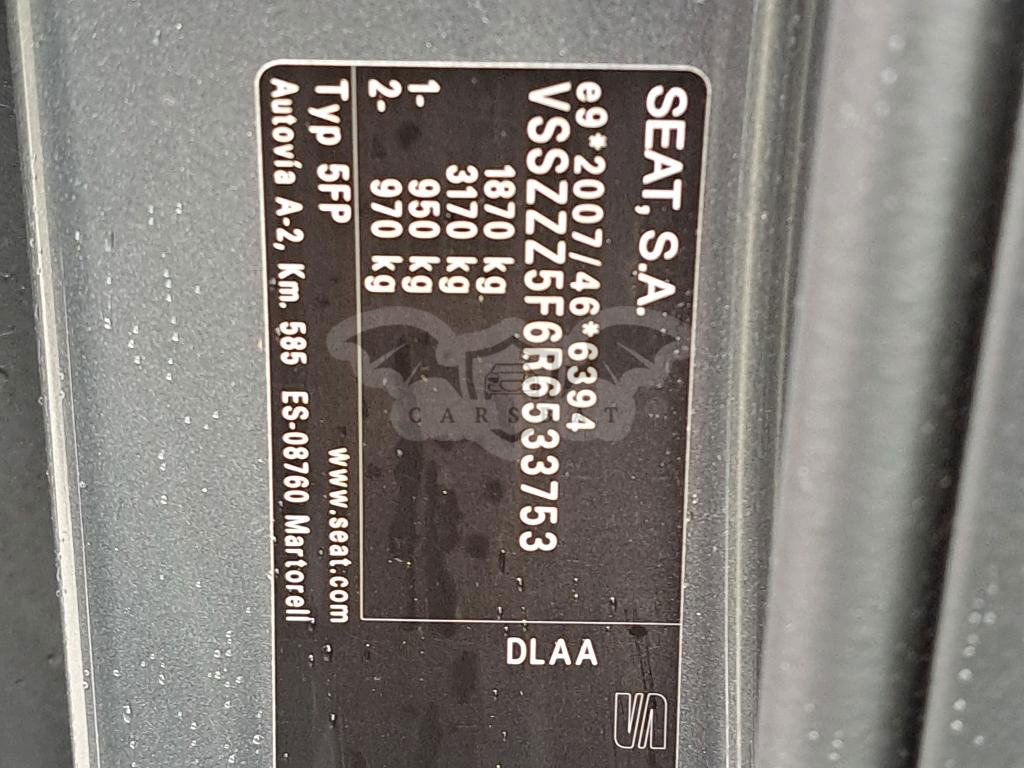 SEAT, S.A.
e9*2007/46*6394
VSSZZZ5F6R6533753
1870 kg
3170 kg
1- 950 kg
2- 970 kg
Typ 5FP www.seat.com
Autovía A-2, Km. 585 ES-08760 Martorell
DLAA
CARSBAT